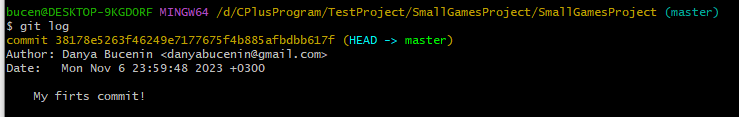 bucen@DESKTOP-9KGDORF MINGW64 /d/CPlusProgram/TestProject/SmallGamesProject/SmallGamesProject (master)
$ git log
commit 38178e5263f46249e7177675f4b885afbdbb617f (HEAD -> master)
Author: Danya Bucenin <danyabucenin@gmail.com>
Date:   Mon Nov 6 23:59:48 2023 +0300
    My firts commit!